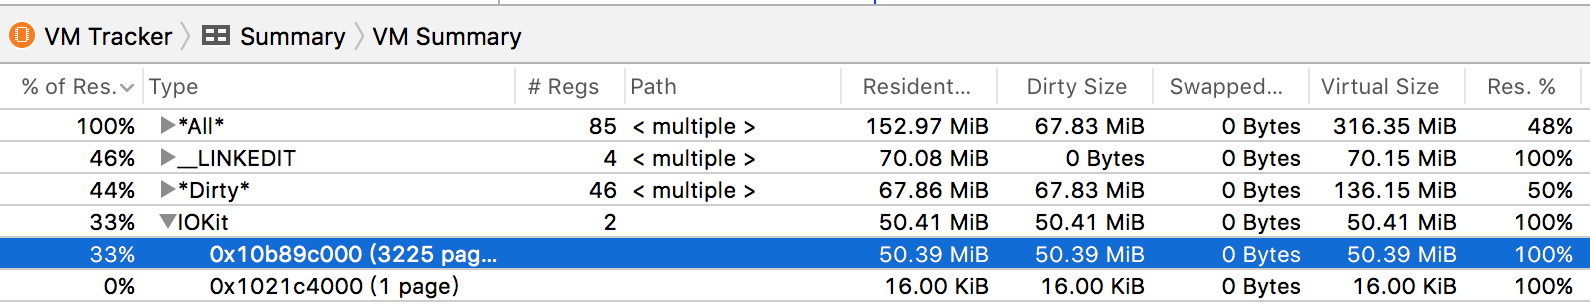 VM Tracker Summary VM Summary
% of Res. Type # Regs Path Resident... Dirty Size Swapped... Virtual Size Res. %
100% *All* 85 < multiple > 152.97 MiB 67.83 MiB 0 Bytes 316.35 MiB 48%
46% __LINKEDIT 4 < multiple > 70.08 MiB 0 Bytes 70.15 MiB 100%
44% *Dirty* 46 < multiple > 67.86 MiB 67.83 MiB 0 Bytes 136.15 MiB 50%
33% IOKit 2 50.41 MiB 50.41 MiB 0 Bytes 50.41 MiB 100%
33% 0x10b89c000 (3225 pag... 50.39 MiB 50.39 MiB 0 Bytes 50.39 MiB 100%
0% 0x1021c4000 (1 page) 16.00 KiB 16.00 KiB 0 Bytes 16.00 KiB 100%